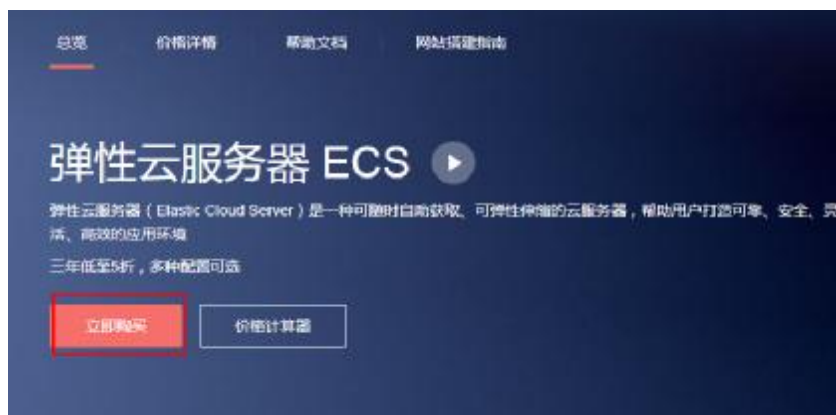 总览 价格详情 帮助文档 网站搭建指南
弹性云服务器 ECS
弹性云服务器（Elastic Cloud Server）是一种可随时自助获取、可弹性伸缩的云服务器，帮助用户打造可靠、安全、灵
活、高效的应用环境
三年低至5折，多种配置可选
立即购买 价格计算器